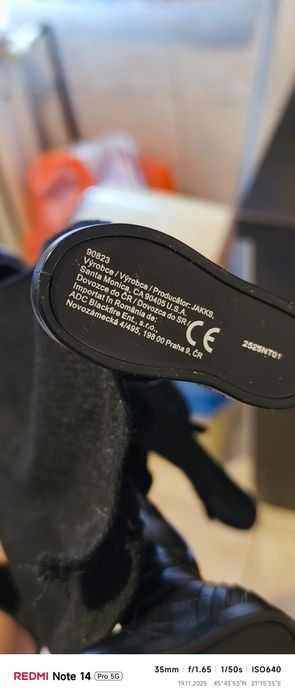 90823
Výrobce / Výrobca / Producător: JAKKS,
Santa Monica, CA 90405 U.S.A.
Dovozce do ČR / Dovozca do SR
Importat în România de:
ADC Blackfire Ent., s.r.o.,
Novozámecká 4/495, 198 00 Praha 9, ČR
CE
2525NT01
REDMI Note 14 Pro 5G
35mm f/1.65 1/50s ISO640
19.11.2025 45°43'53"N 21°15'35"E